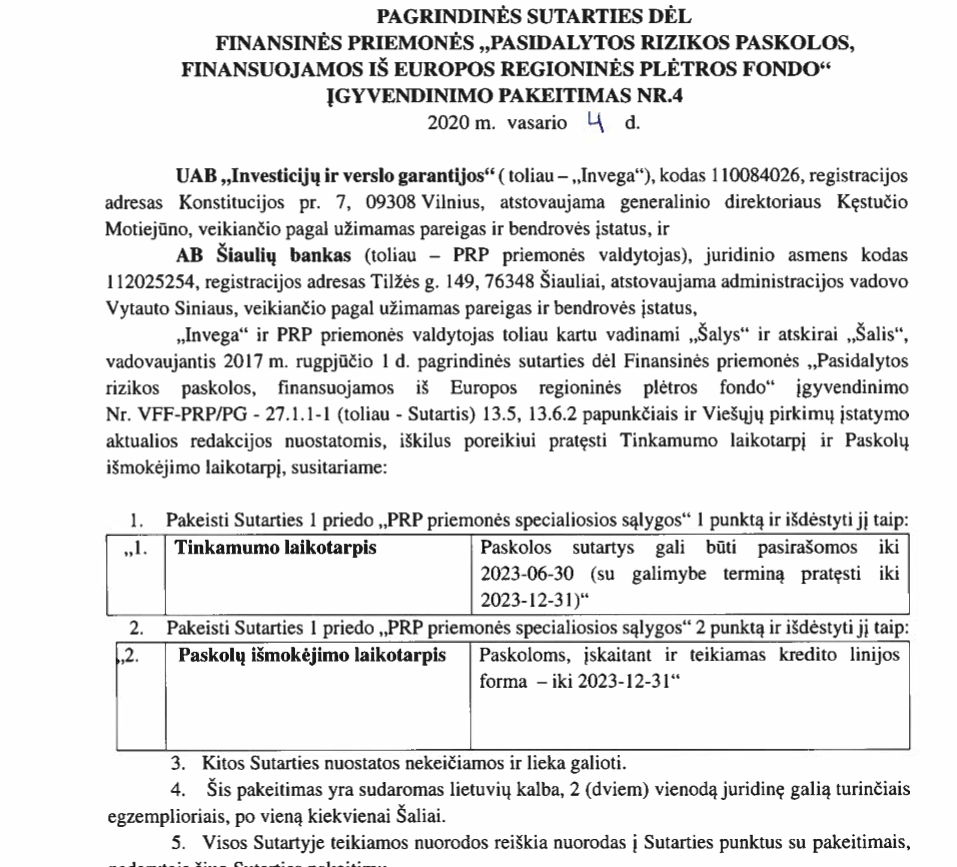 PAGRINDINĖS SUTARTIES DĖL
FINANSINĖS PRIEMONĖS „PASIDALYTOS RIZIKOS PASKOLOS,
FINANSUOJAMOS IŠ EUROPOS REGIONINĖS PLĖTROS FONDO“
ĮGYVENDINIMO PAKEITIMAS NR.4
2020 m. vasario 4 d.
UAB „Investicijų ir verslo garantijos“ ( toliau – „Invega“), kodas 110084026, registracijos
adresas Konstitucijos pr. 7, 09308 Vilnius, atstovaujama generalinio direktoriaus Kęstučio
Motiejūno, veikiančio pagal užimamas pareigas ir bendrovės įstatus, ir
AB Šiaulių bankas (toliau – PRP priemonės valdytojas), juridinio asmens kodas
112025254, registracijos adresas Tilžės g. 149, 76348 Šiauliai, atstovaujama administracijos vadovo
Vytauto Siniaus, veikiančio pagal užimamas pareigas ir bendrovės įstatus,
„Invega“ ir PRP priemonės valdytojas toliau kartu vadinami „Šalys“ ir atskirai „Šalis“,
vadovaujantis 2017 m. rugpjūčio 1 d. pagrindinės sutarties dėl Finansinės priemonės „Pasidalytos
rizikos paskolos, finansuojamos iš Europos regioninės plėtros fondo“ įgyvendinimo
Nr. VFF-PRP/PG - 27.1.1-1 (toliau - Sutartis) 13.5, 13.6.2 papunkčiais ir Viešųjų pirkimų įstatymo
aktualios redakcijos nuostatomis, iškilus poreikiui pratęsti Tinkamumo laikotarpį ir Paskolų
išmokėjimo laikotarpį, susitariame:
1. Pakeisti Sutarties 1 priedo „PRP priemonės specialiosios sąlygos“ 1 punktą ir išdėstyti jį taip:
„1. Tinkamumo laikotarpis
Paskolos sutartys gali būti pasirašomos iki
2023-06-30 (su galimybe terminą pratęsti iki
2023-12-31)“
2. Pakeisti Sutarties 1 priedo „PRP priemonės specialiosios sąlygos“ 2 punktą ir išdėstyti jį taip:
„2. Paskolų išmokėjimo laikotarpis
Paskoloms, įskaitant ir teikiamas kredito linijos
forma – iki 2023-12-31“
3. Kitos Sutarties nuostatos nekeičiamos ir lieka galioti.
4. Šis pakeitimas yra sudaromas lietuvių kalba, 2 (dviem) vienodą juridinę galią turinčiais
egzemplioriais, po vieną kiekvienai Šaliai.
5. Visos Sutartyje teikiamos nuorodos reiškia nuorodas į Sutarties punktus su pakeitimais,